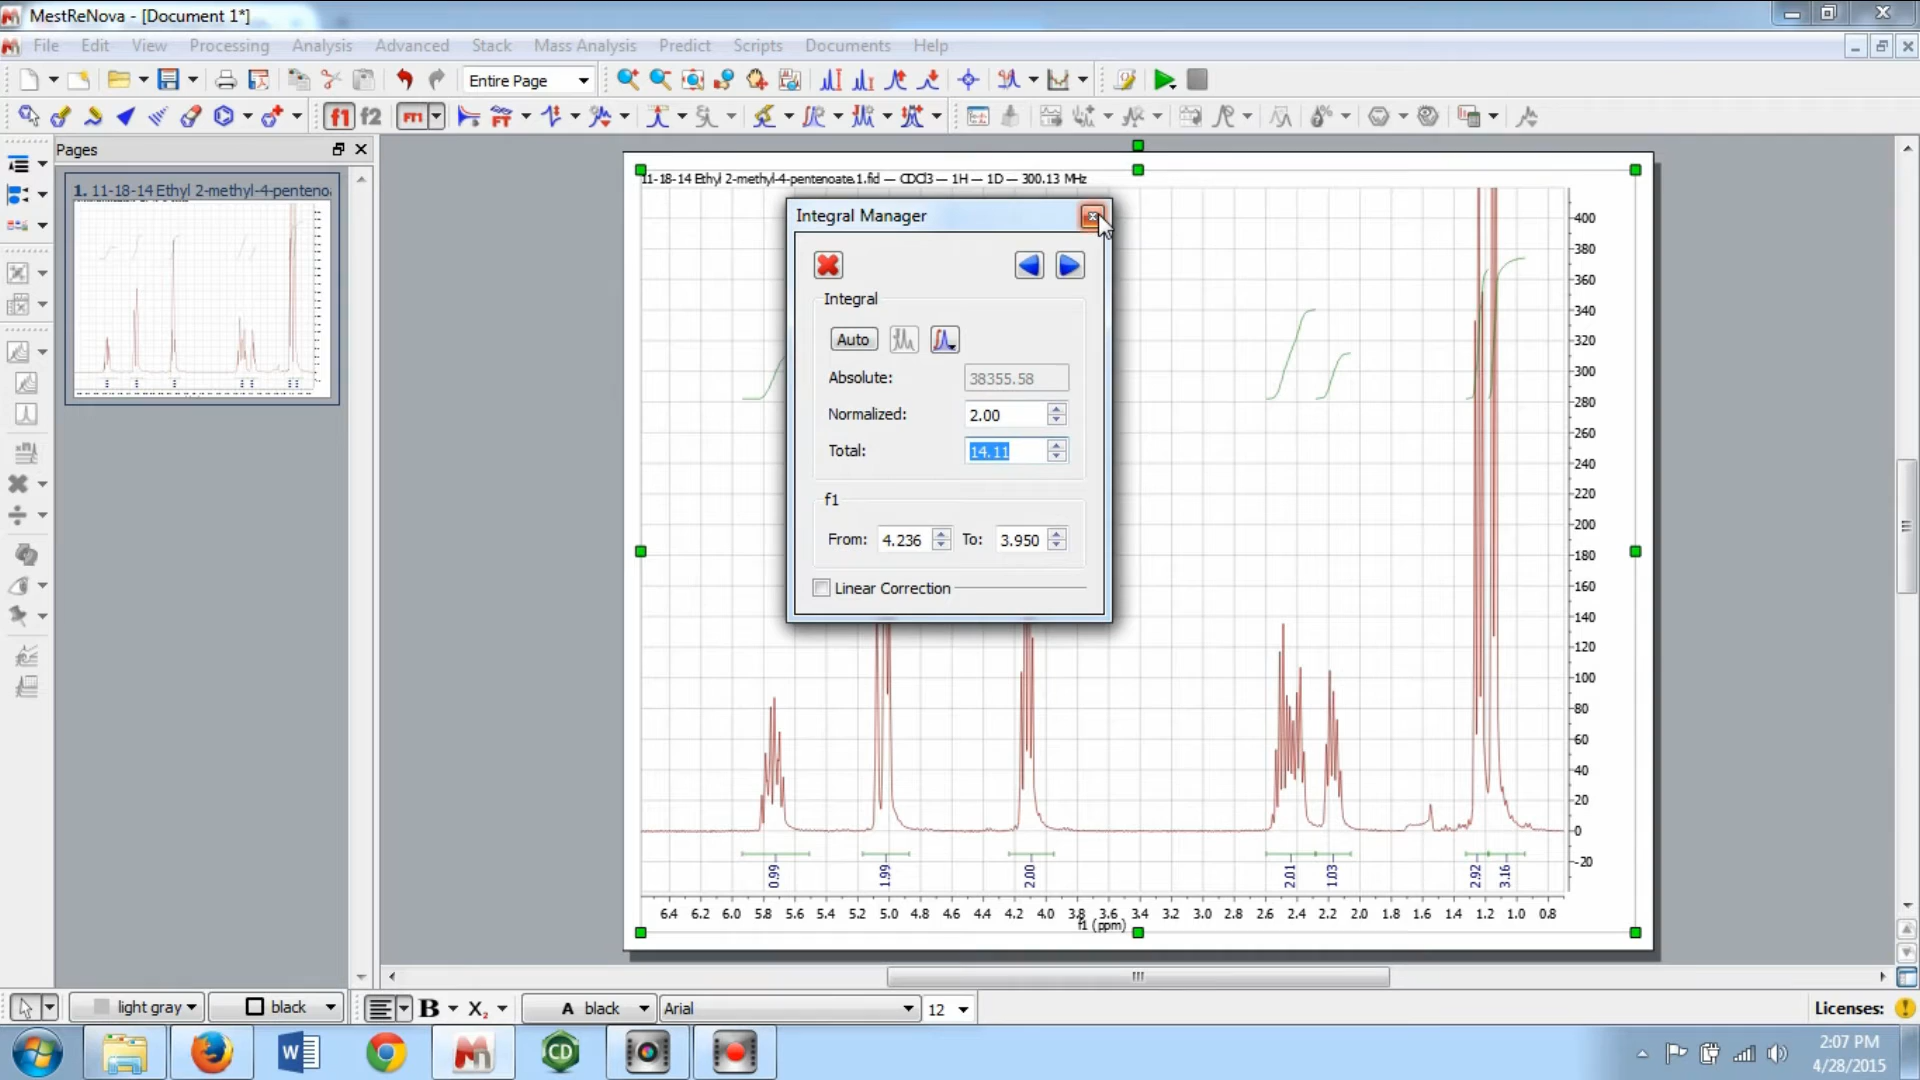 MestReNova - [Document 1*]
File Edit View Processing Analysis Advanced Stack Mass Analysis Predict Scripts Documents Help
Entire Page
f1 f2 FT1 FT
Pages
1. 11-18-14 Ethyl 2-methyl-4-penteno
11-18-14 Ethyl 2-methyl-4-pentenoate.1.fid — CDCl3 — 1H — 1D — 300.13 MHz
Integral Manager
Integral
Auto
Absolute: 38355.58
Normalized: 2.00
Total: 14.11
f1
From: 4.236 To: 3.950
Linear Correction
400
380
360
340
320
300
280
260
240
220
200
180
160
140
120
100
80
60
40
20
0
-20
0.99 1.99 2.00 2.01 1.03 2.92 3.16
6.4 6.2 6.0 5.8 5.6 5.4 5.2 5.0 4.8 4.6 4.4 4.2 4.0 3.8 3.6 3.4 3.2 3.0 2.8 2.6 2.4 2.2 2.0 1.8 1.6 1.4 1.2 1.0 0.8
f1 (ppm)
light gray black B X2 A black Arial 12 Licenses:
W CD
2:07 PM
4/28/2015